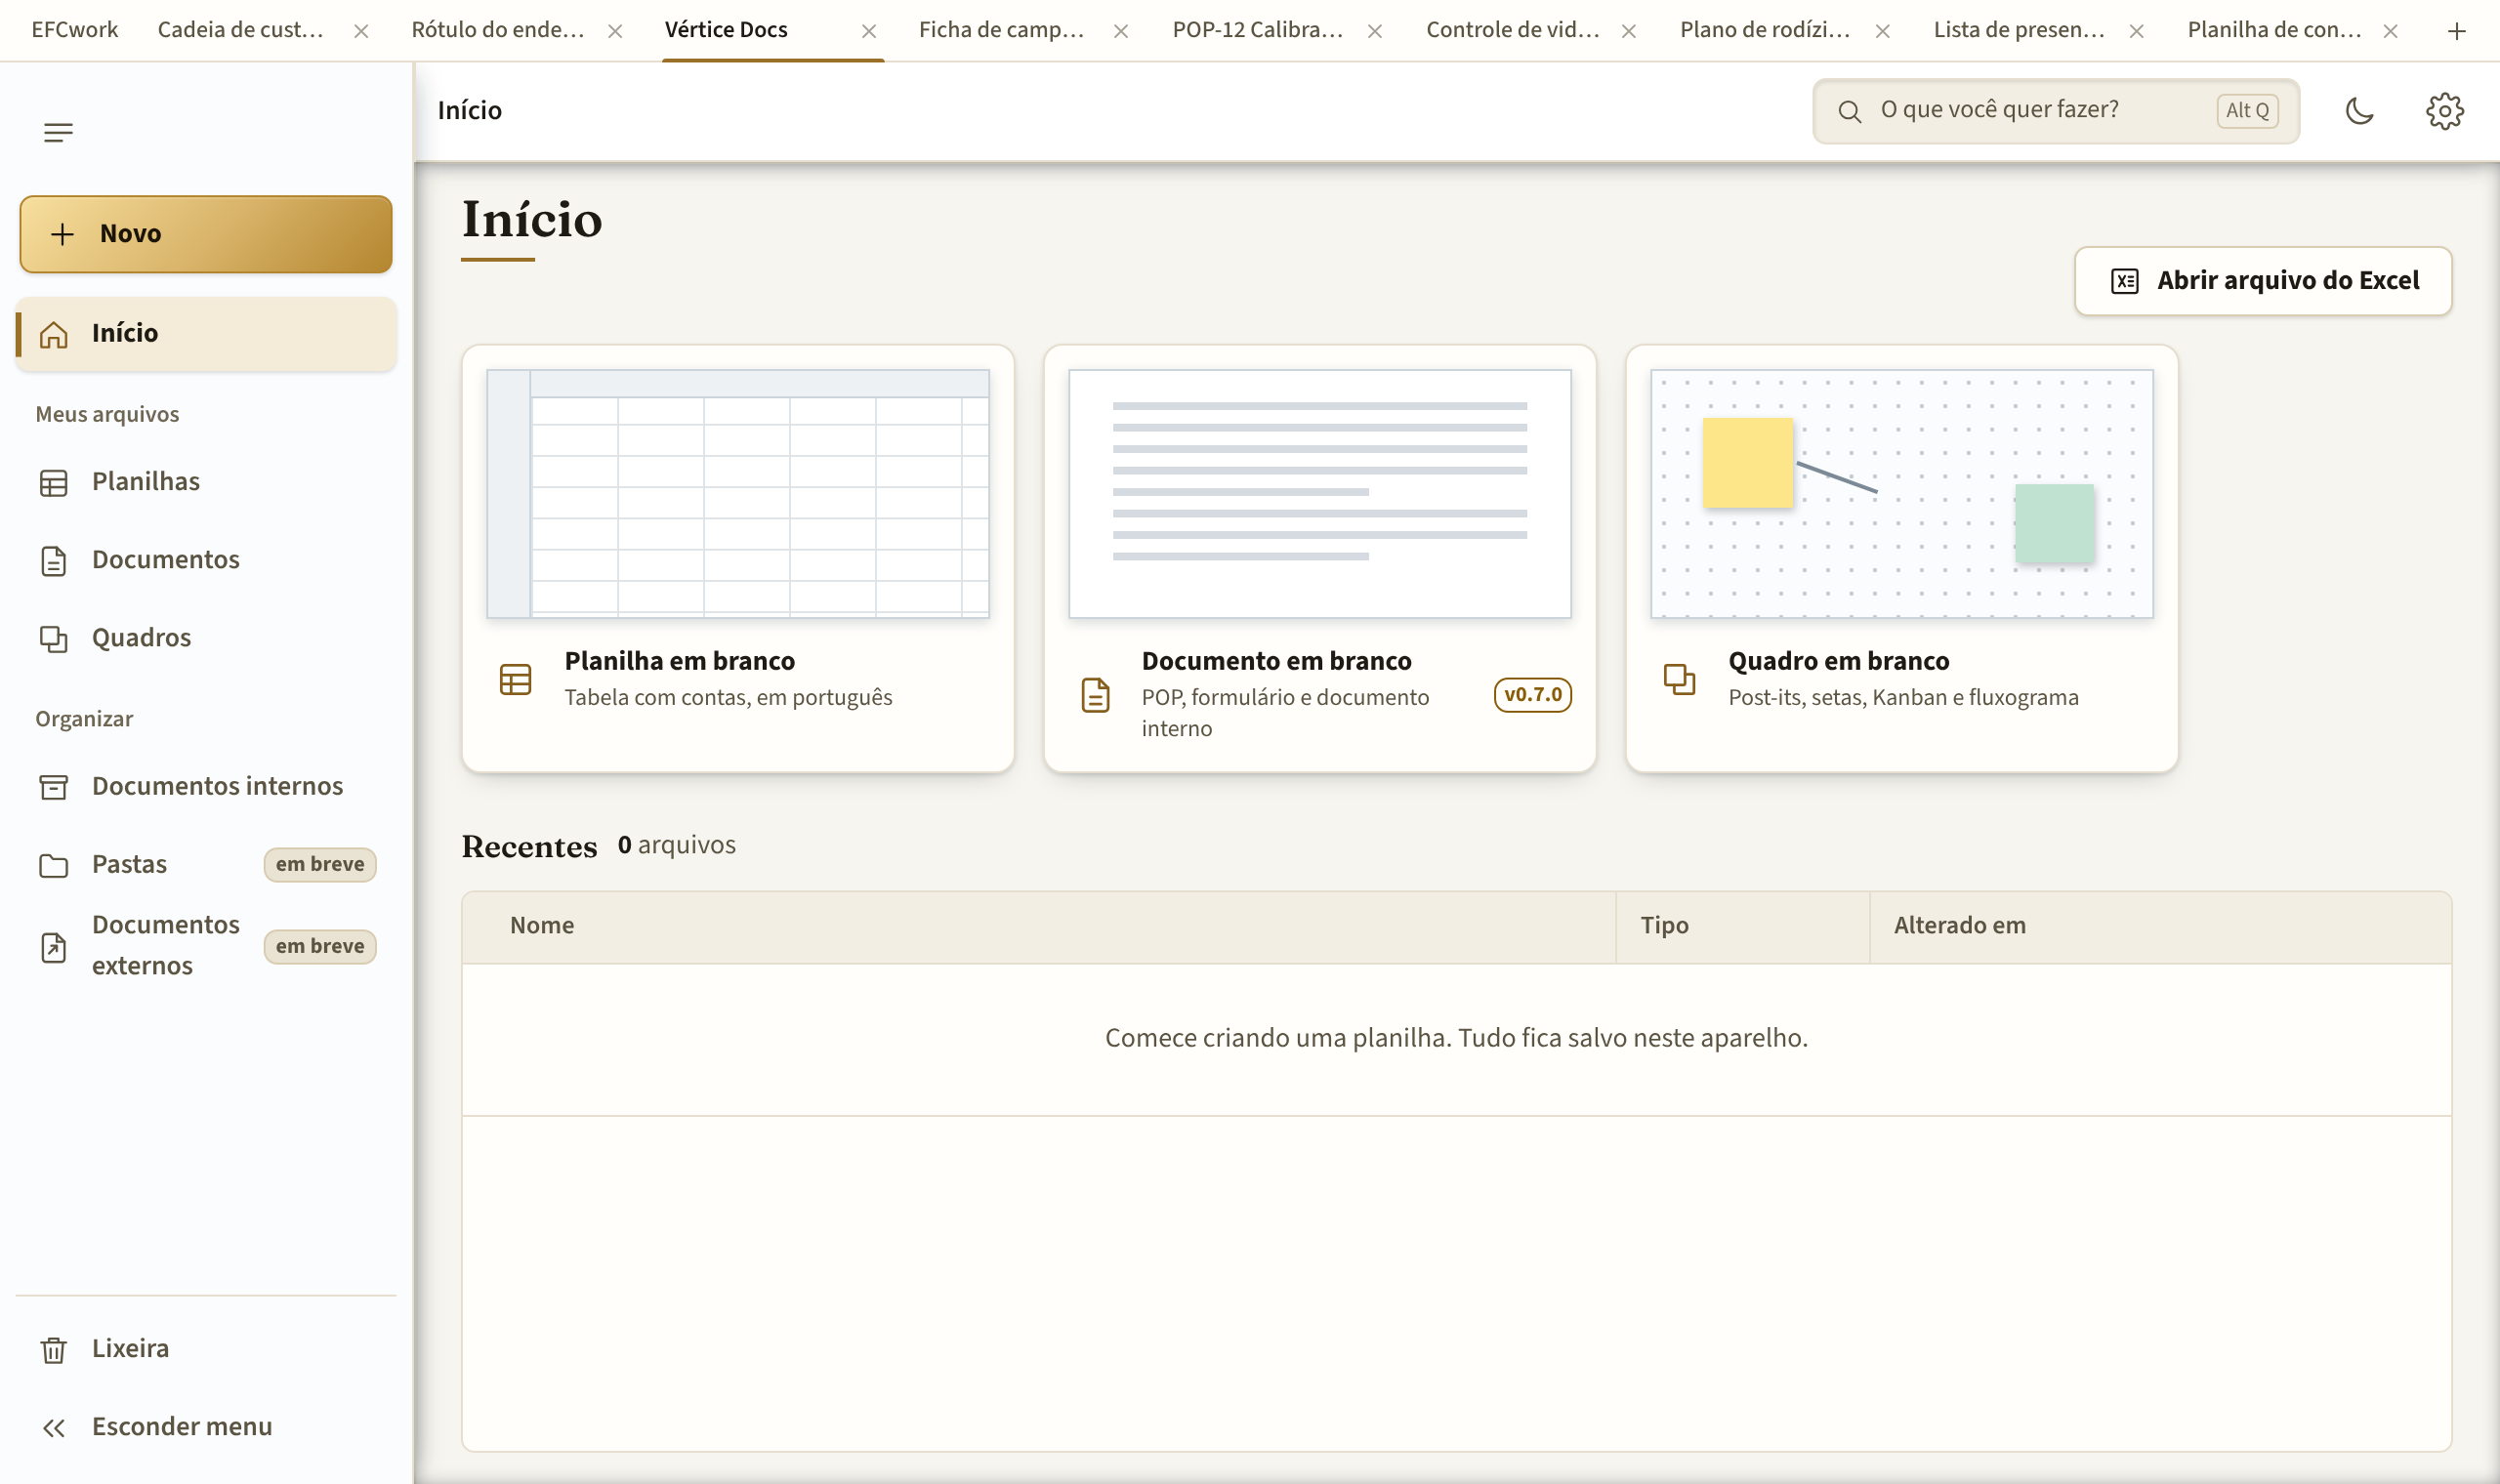 EFCwork
Cadeia de cust...
Rótulo do ende...
Vértice Docs
Ficha de camp...
POP-12 Calibra...
Controle de vid...
Plano de rodízi...
Lista de presen...
Planilha de con...
Início
O que você quer fazer?
Alt Q
Novo
Início
Meus arquivos
Planilhas
Documentos
Quadros
Organizar
Documentos internos
Pastas
em breve
Documentos
externos
em breve
Lixeira
Esconder menu
Início
Abrir arquivo do Excel
Planilha em branco
Tabela com contas, em português
Documento em branco
POP, formulário e documento
interno
v0.7.0
Quadro em branco
Post-its, setas, Kanban e fluxograma
Recentes 0 arquivos
Nome
Tipo
Alterado em
Comece criando uma planilha. Tudo fica salvo neste aparelho.